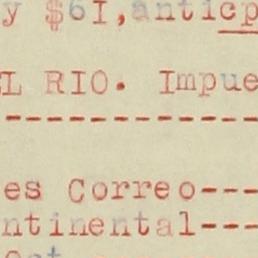 y $61,anticp
L RIO. Impue
------------
es Correo---
ntinental---